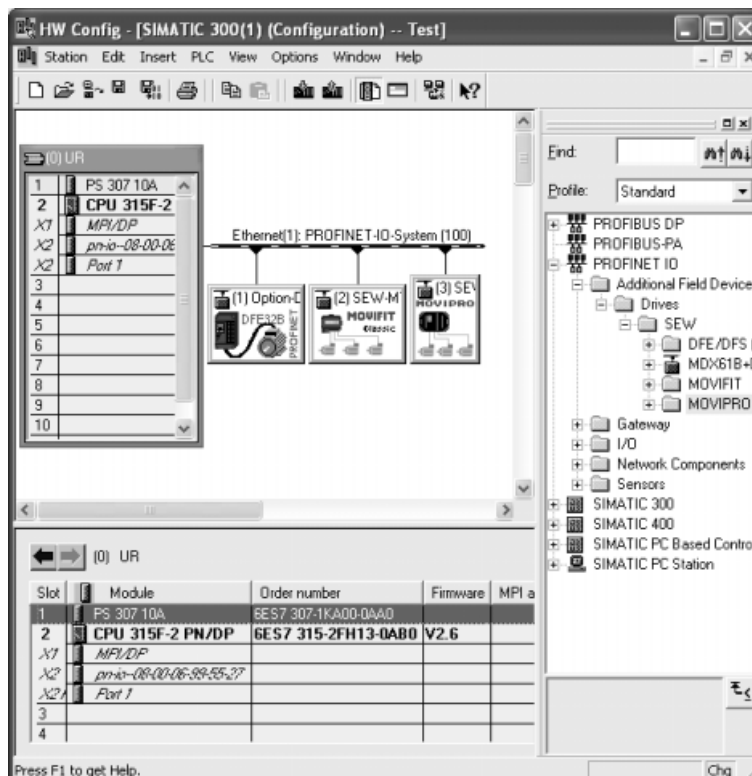 HW Config - [SIMATIC 300(1) (Configuration) -- Test]
Station Edit Insert PLC View Options Window Help
(0) UR
1 PS 307 10A
2 CPU 315F-2
X1 MPI/DP
X2 pn-io--08-00-06
X2 Port 1
3
4
5
6
7
8
9
10
Ethernet(1): PROFINET-IO-System (100)
(1) Option-D
DFE32B
PROFINET
(2) SEW-M
MOVIFIT
Classic
(3) SEW
MOVIPRO
Find:
Profile: Standard
PROFIBUS DP
PROFIBUS-PA
PROFINET IO
Additional Field Device
Drives
SEW
DFE/DFS
MDX61B+
MOVIFIT
MOVIPRO
Gateway
I/O
Network Components
Sensors
SIMATIC 300
SIMATIC 400
SIMATIC PC Based Contro
SIMATIC PC Station
(0) UR
Slot Module Order number Firmware MPI a
1 PS 307 10A 6ES7 307-1KA00-0AA0
2 CPU 315F-2 PN/DP 6ES7 315-2FH13-0AB0 V2.6
X1 MPI/DP
X2 pn-io--08-00-06-99-55-27
X2 Port 1
3
4
Press F1 to get Help.
Chg